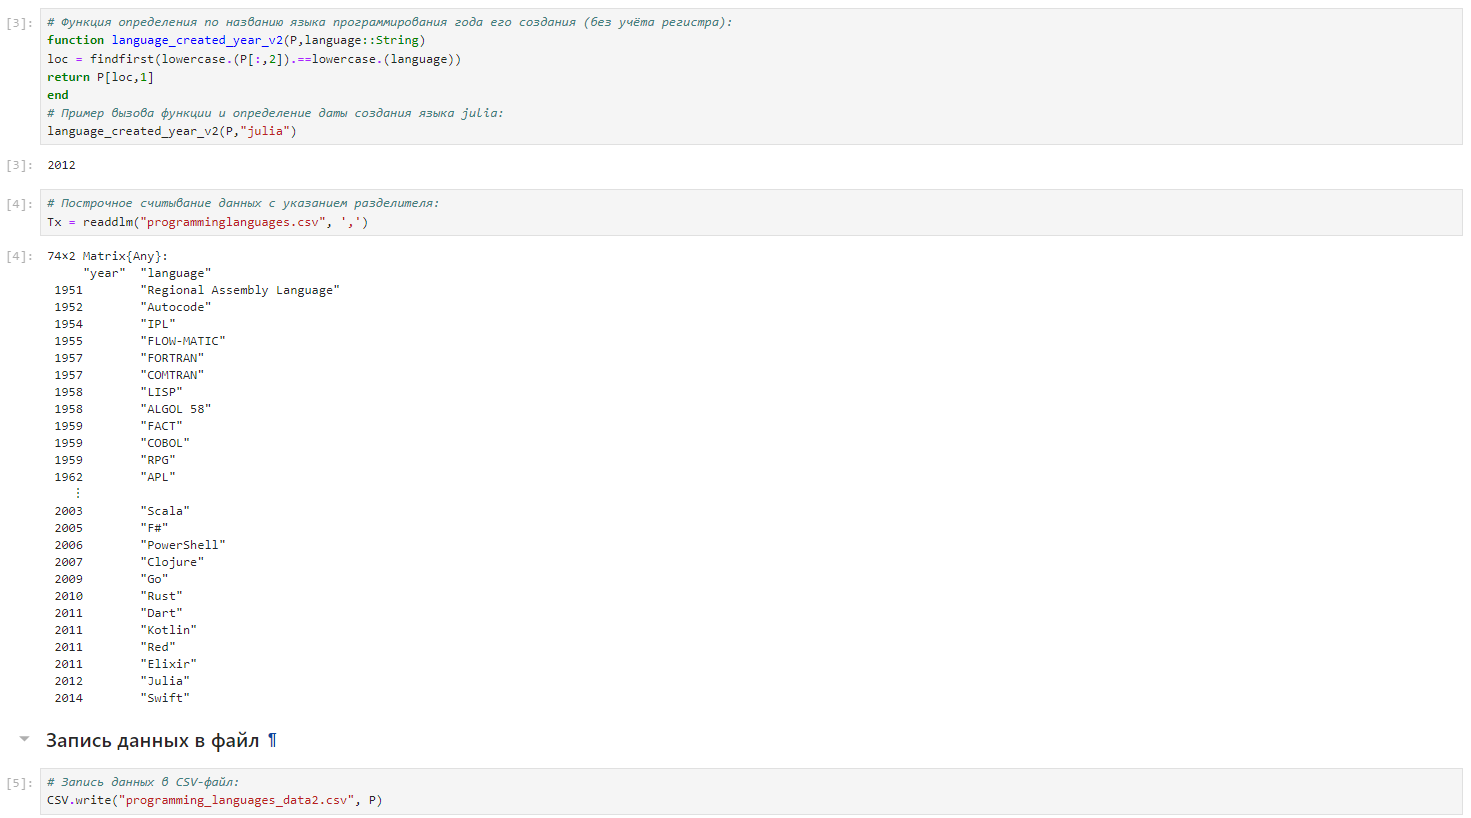 [3]: # Функция определения по названию языка программирования года его создания (без учёта регистра):
function language_created_year_v2(P,language::String)
loc = findfirst(lowercase.(P[:,2]).==lowercase.(language))
return P[loc,1]
end
# Пример вызова функции и определение даты создания языка julia:
language_created_year_v2(P,"julia")
[3]: 2012
[4]: # Построчное считывание данных с указанием разделителя:
Tx = readdlm("programminglanguages.csv", ',')
[4]: 74×2 Matrix{Any}:
"year" "language"
1951 "Regional Assembly Language"
1952 "Autocode"
1954 "IPL"
1955 "FLOW-MATIC"
1957 "FORTRAN"
1957 "COMTRAN"
1958 "LISP"
1958 "ALGOL 58"
1959 "FACT"
1959 "COBOL"
1959 "RPG"
1962 "APL"
⋮
2003 "Scala"
2005 "F#"
2006 "PowerShell"
2007 "Clojure"
2009 "Go"
2010 "Rust"
2011 "Dart"
2011 "Kotlin"
2011 "Red"
2011 "Elixir"
2012 "Julia"
2014 "Swift"
Запись данных в файл ¶
[5]: # Запись данных в CSV-файл:
CSV.write("programming_languages_data2.csv", P)